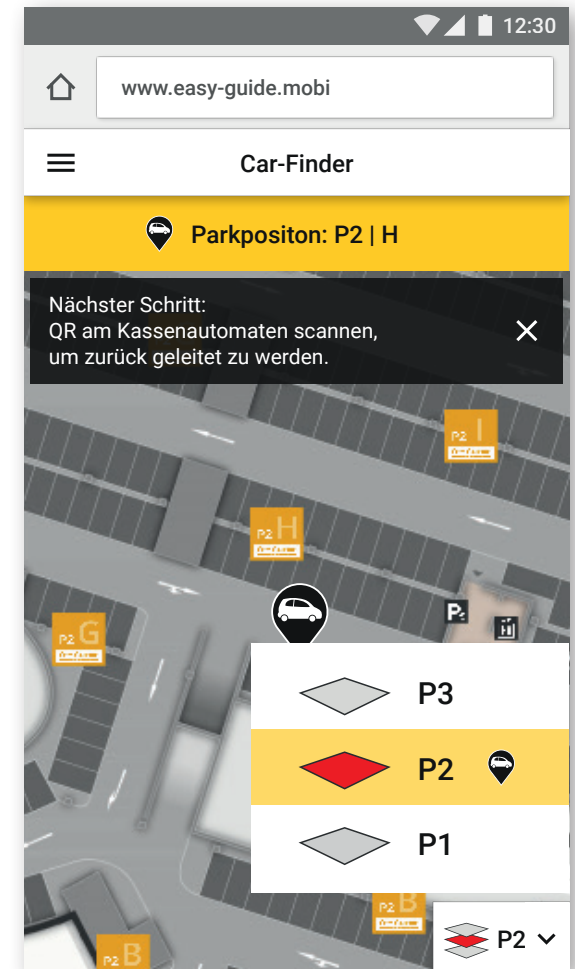 12:30
www.easy-guide.mobi
Car-Finder
Parkpositon: P2 | H
Nächster Schritt:
QR am Kassenautomaten scannen,
um zurück geleitet zu werden.
P2 I
P2 H
P2 G
P3
P2
P1
P2 B
P2 B
P2